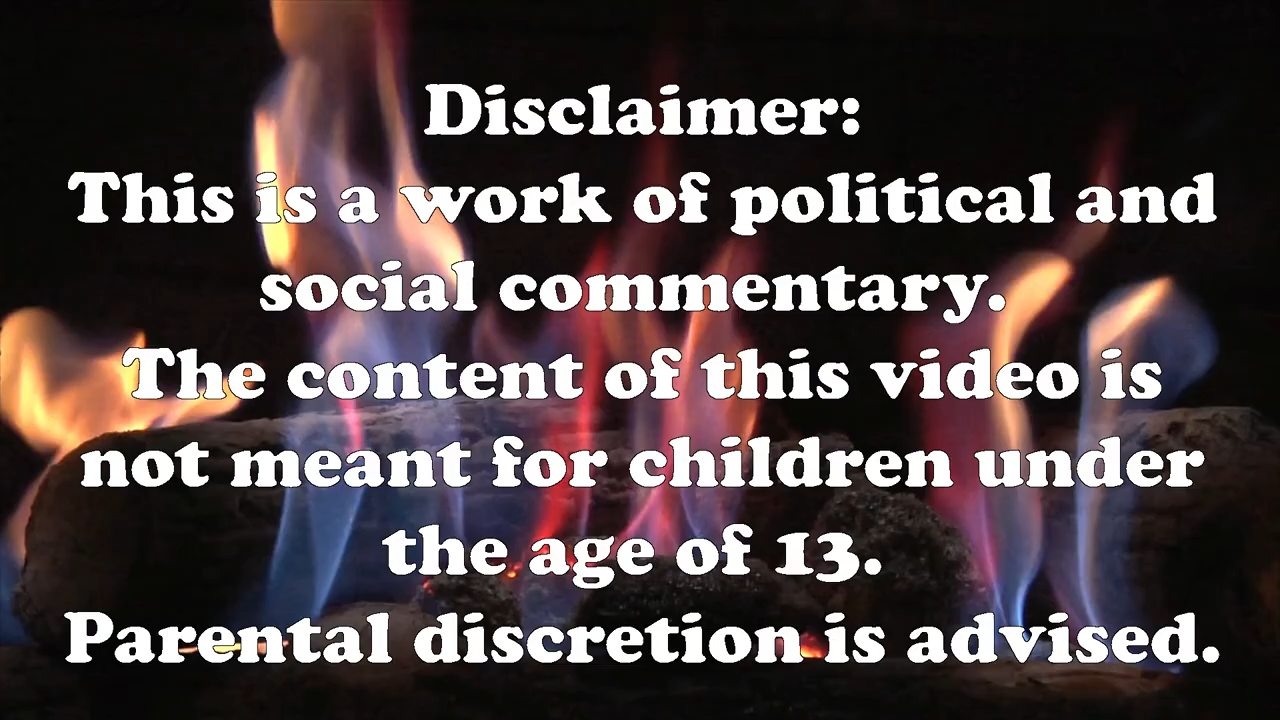 Disclaimer:
This is a work of political and
social commentary.
The content of this video is
not meant for children under
the age of 13.
Parental discretion is advised.